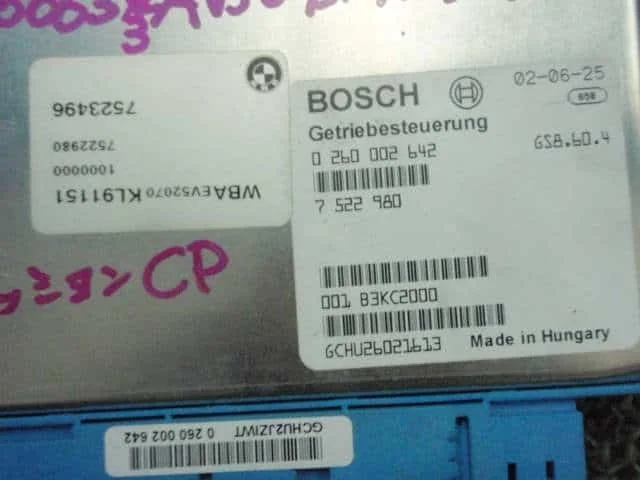 BOSCH
02-06-25
Getriebesteuerung
0 260 002 642
GS8.60.4
7 522 980
001 B3KC2000
GCHU26021613
Made in Hungary
7523496
7522980
1000000
WBAEV52070KL91151
CP
GCHU2JZIWT
0 260 002 642